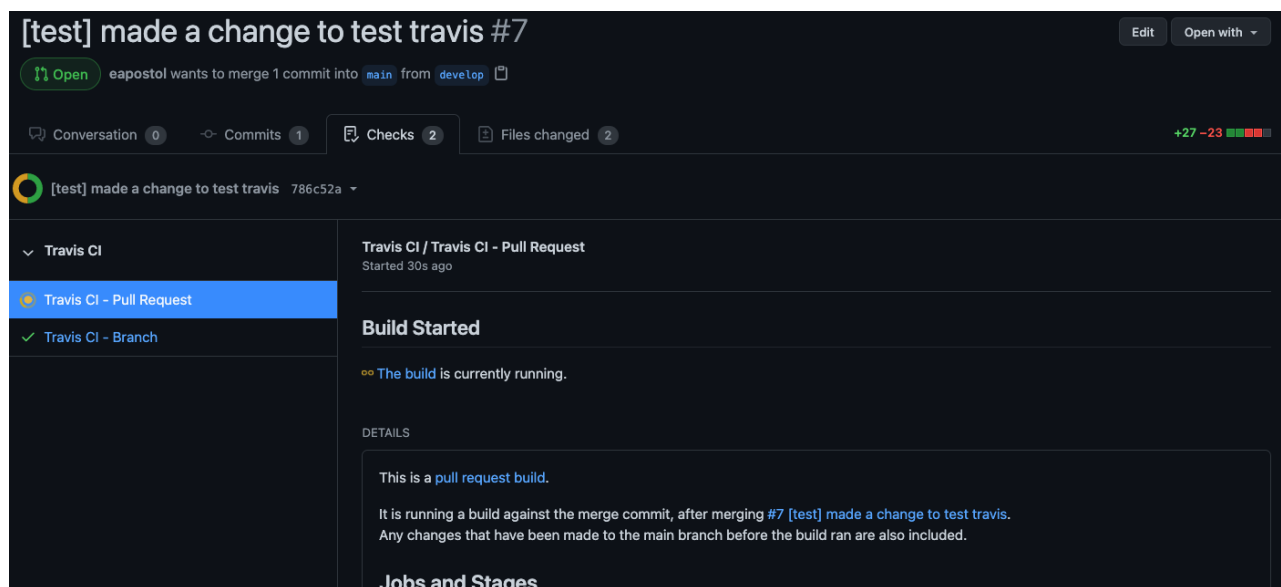 [test] made a change to test travis #7
Edit
Open with
Open
eapostol wants to merge 1 commit into main from develop
Conversation 0
Commits 1
Checks 2
Files changed 2
+27 −23
[test] made a change to test travis 786c52a
Travis CI
Travis CI - Pull Request
Travis CI - Branch
Travis CI / Travis CI - Pull Request
Started 30s ago
Build Started
The build is currently running.
DETAILS
This is a pull request build.
It is running a build against the merge commit, after merging #7 [test] made a change to test travis.
Any changes that have been made to the main branch before the build ran are also included.
Jobs and Stages